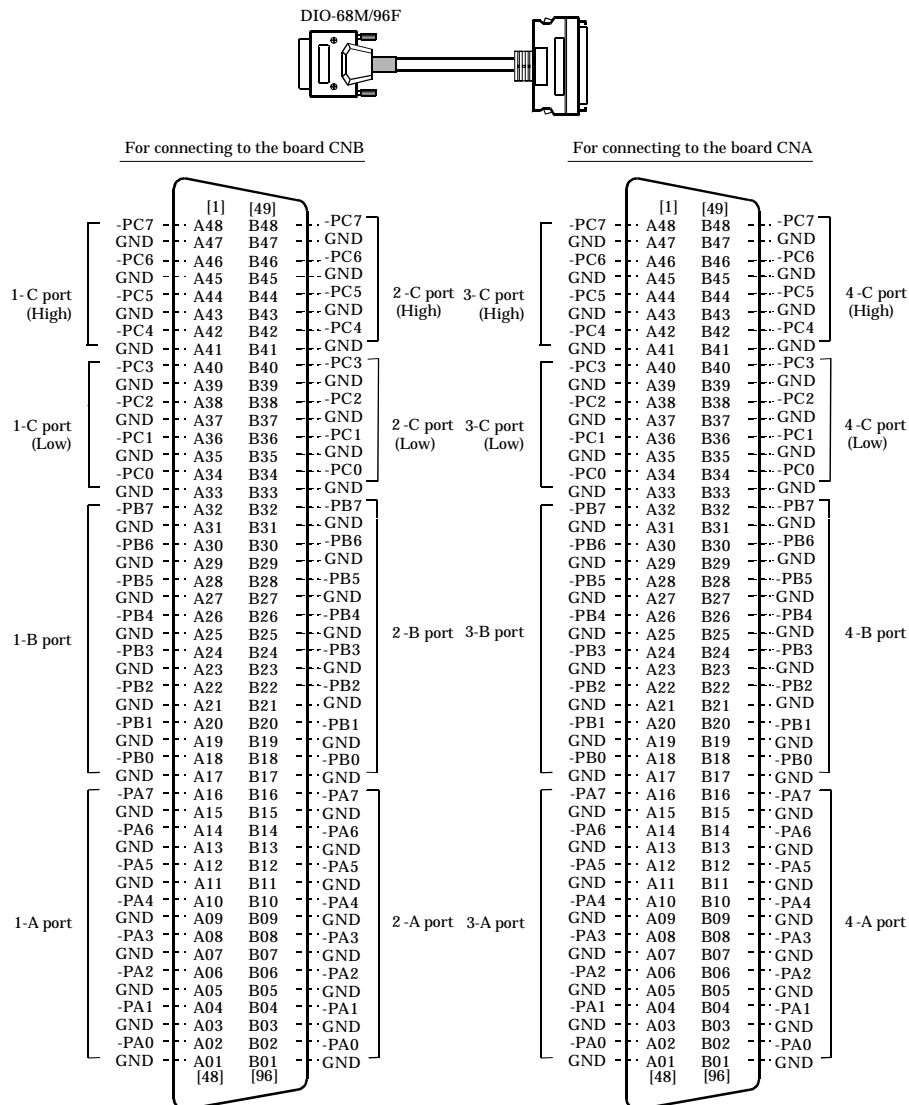 DIO-68M/96F
For connecting to the board CNB
[1] [49]
-PC7 A48 B48 -PC7
GND A47 B47 GND
-PC6 A46 B46 -PC6
GND A45 B45 GND
-PC5 A44 B44 -PC5
GND A43 B43 GND
-PC4 A42 B42 -PC4
GND A41 B41 GND
-PC3 A40 B40 -PC3
GND A39 B39 GND
-PC2 A38 B38 -PC2
GND A37 B37 GND
-PC1 A36 B36 -PC1
GND A35 B35 GND
-PC0 A34 B34 -PC0
GND A33 B33 GND
-PB7 A32 B32 -PB7
GND A31 B31 GND
-PB6 A30 B30 -PB6
GND A29 B29 GND
-PB5 A28 B28 -PB5
GND A27 B27 GND
-PB4 A26 B26 -PB4
GND A25 B25 GND
-PB3 A24 B24 -PB3
GND A23 B23 GND
-PB2 A22 B22 -PB2
GND A21 B21 GND
-PB1 A20 B20 -PB1
GND A19 B19 GND
-PB0 A18 B18 -PB0
GND A17 B17 GND
-PA7 A16 B16 -PA7
GND A15 B15 GND
-PA6 A14 B14 -PA6
GND A13 B13 GND
-PA5 A12 B12 -PA5
GND A11 B11 GND
-PA4 A10 B10 -PA4
GND A09 B09 GND
-PA3 A08 B08 -PA3
GND A07 B07 GND
-PA2 A06 B06 -PA2
GND A05 B05 GND
-PA1 A04 B04 -PA1
GND A03 B03 GND
-PA0 A02 B02 -PA0
GND A01 B01 GND
[48] [96]
1-C port
(High)
1-C port
(Low)
1-B port
1-A port
2-C port
(High)
2-C port
(Low)
2-B port
2-A port
For connecting to the board CNA
[1] [49]
-PC7 A48 B48 -PC7
GND A47 B47 GND
-PC6 A46 B46 -PC6
GND A45 B45 GND
-PC5 A44 B44 -PC5
GND A43 B43 GND
-PC4 A42 B42 -PC4
GND A41 B41 GND
-PC3 A40 B40 -PC3
GND A39 B39 GND
-PC2 A38 B38 -PC2
GND A37 B37 GND
-PC1 A36 B36 -PC1
GND A35 B35 GND
-PC0 A34 B34 -PC0
GND A33 B33 GND
-PB7 A32 B32 -PB7
GND A31 B31 GND
-PB6 A30 B30 -PB6
GND A29 B29 GND
-PB5 A28 B28 -PB5
GND A27 B27 GND
-PB4 A26 B26 -PB4
GND A25 B25 GND
-PB3 A24 B24 -PB3
GND A23 B23 GND
-PB2 A22 B22 -PB2
GND A21 B21 GND
-PB1 A20 B20 -PB1
GND A19 B19 GND
-PB0 A18 B18 -PB0
GND A17 B17 GND
-PA7 A16 B16 -PA7
GND A15 B15 GND
-PA6 A14 B14 -PA6
GND A13 B13 GND
-PA5 A12 B12 -PA5
GND A11 B11 GND
-PA4 A10 B10 -PA4
GND A09 B09 GND
-PA3 A08 B08 -PA3
GND A07 B07 GND
-PA2 A06 B06 -PA2
GND A05 B05 GND
-PA1 A04 B04 -PA1
GND A03 B03 GND
-PA0 A02 B02 -PA0
GND A01 B01 GND
[48] [96]
3-C port
(High)
3-C port
(Low)
3-B port
3-A port
4-C port
(High)
4-C port
(Low)
4-B port
4-A port